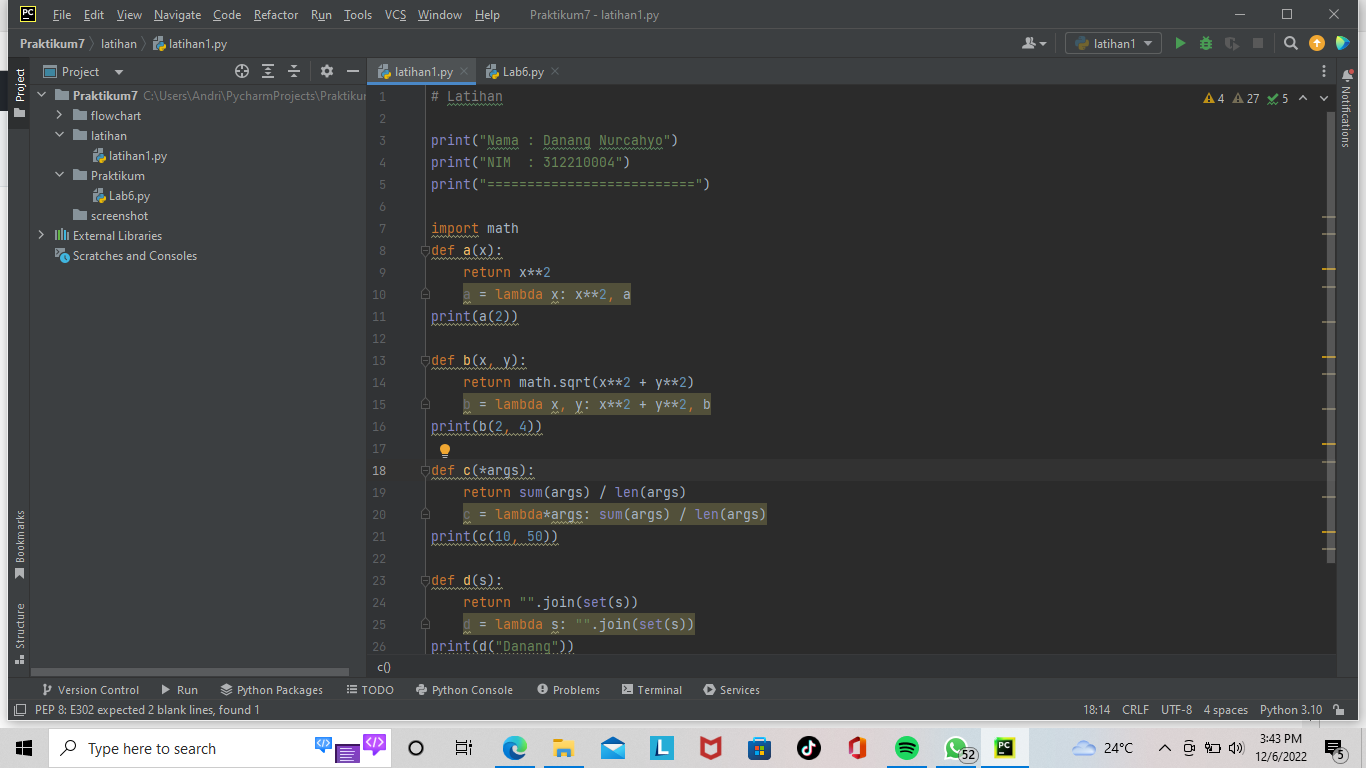 PC File Edit View Navigate Code Refactor Run Tools VCS Window Help Praktikum7 - latihan1.py
Praktikum7 latihan latihan1.py latihan1
Project
latihan1.py Lab6.py
Project
Notifications
Praktikum7 C:\Users\Andri\PycharmProjects\Praktikum
flowchart
latihan
latihan1.py
Praktikum
Lab6.py
screenshot
External Libraries
Scratches and Consoles
4 27 5
1 # Latihan
2
3 print("Nama : Danang Nurcahyo")
4 print("NIM  : 312210004")
5 print("==========================")
6
7 import math
8 def a(x):
9     return x**2
10     a = lambda x: x**2, a
11 print(a(2))
12
13 def b(x, y):
14     return math.sqrt(x**2 + y**2)
15     b = lambda x, y: x**2 + y**2, b
16 print(b(2, 4))
17
18 def c(*args):
19     return sum(args) / len(args)
20     c = lambda*args: sum(args) / len(args)
21 print(c(10, 50))
22
23 def d(s):
24     return "".join(set(s))
25     d = lambda s: "".join(set(s))
26 print(d("Danang"))
c()
Bookmarks
Structure
Version Control Run Python Packages TODO Python Console Problems Terminal Services
PEP 8: E302 expected 2 blank lines, found 1 18:14 CRLF UTF-8 4 spaces Python 3.10
Type here to search
L
52
PC
24°C
3:43 PM
12/6/2022
5